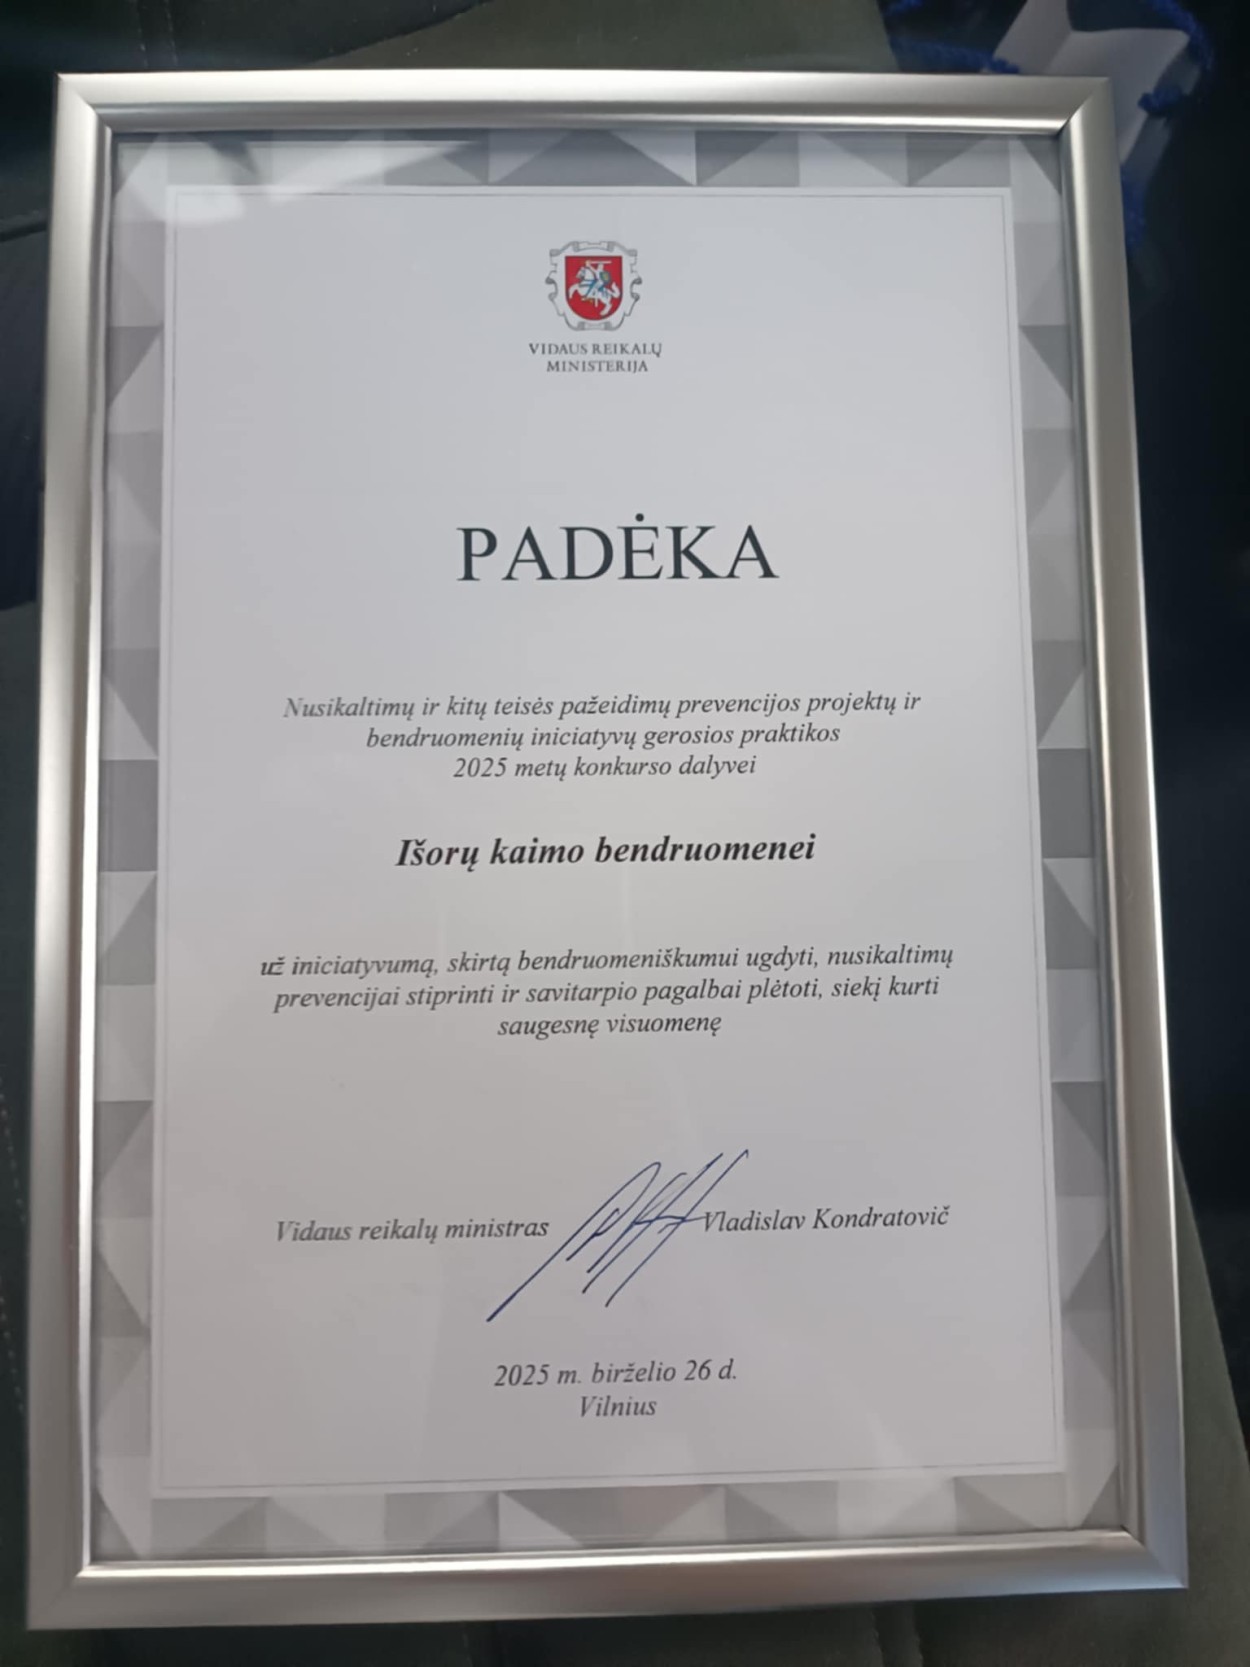 VIDAUS REIKALŲ
MINISTERIJA
PADĖKA
Nusikaltimų ir kitų teisės pažeidimų prevencijos projektų ir
bendruomenių iniciatyvų gerosios praktikos
2025 metų konkurso dalyvei
Išorų kaimo bendruomenei
už iniciatyvumą, skirtą bendruomeniškumui ugdyti, nusikaltimų
prevencijai stiprinti ir savitarpio pagalbai plėtoti, siekį kurti
saugesnę visuomenę
Vidaus reikalų ministras Vladislav Kondratovič
2025 m. birželio 26 d.
Vilnius